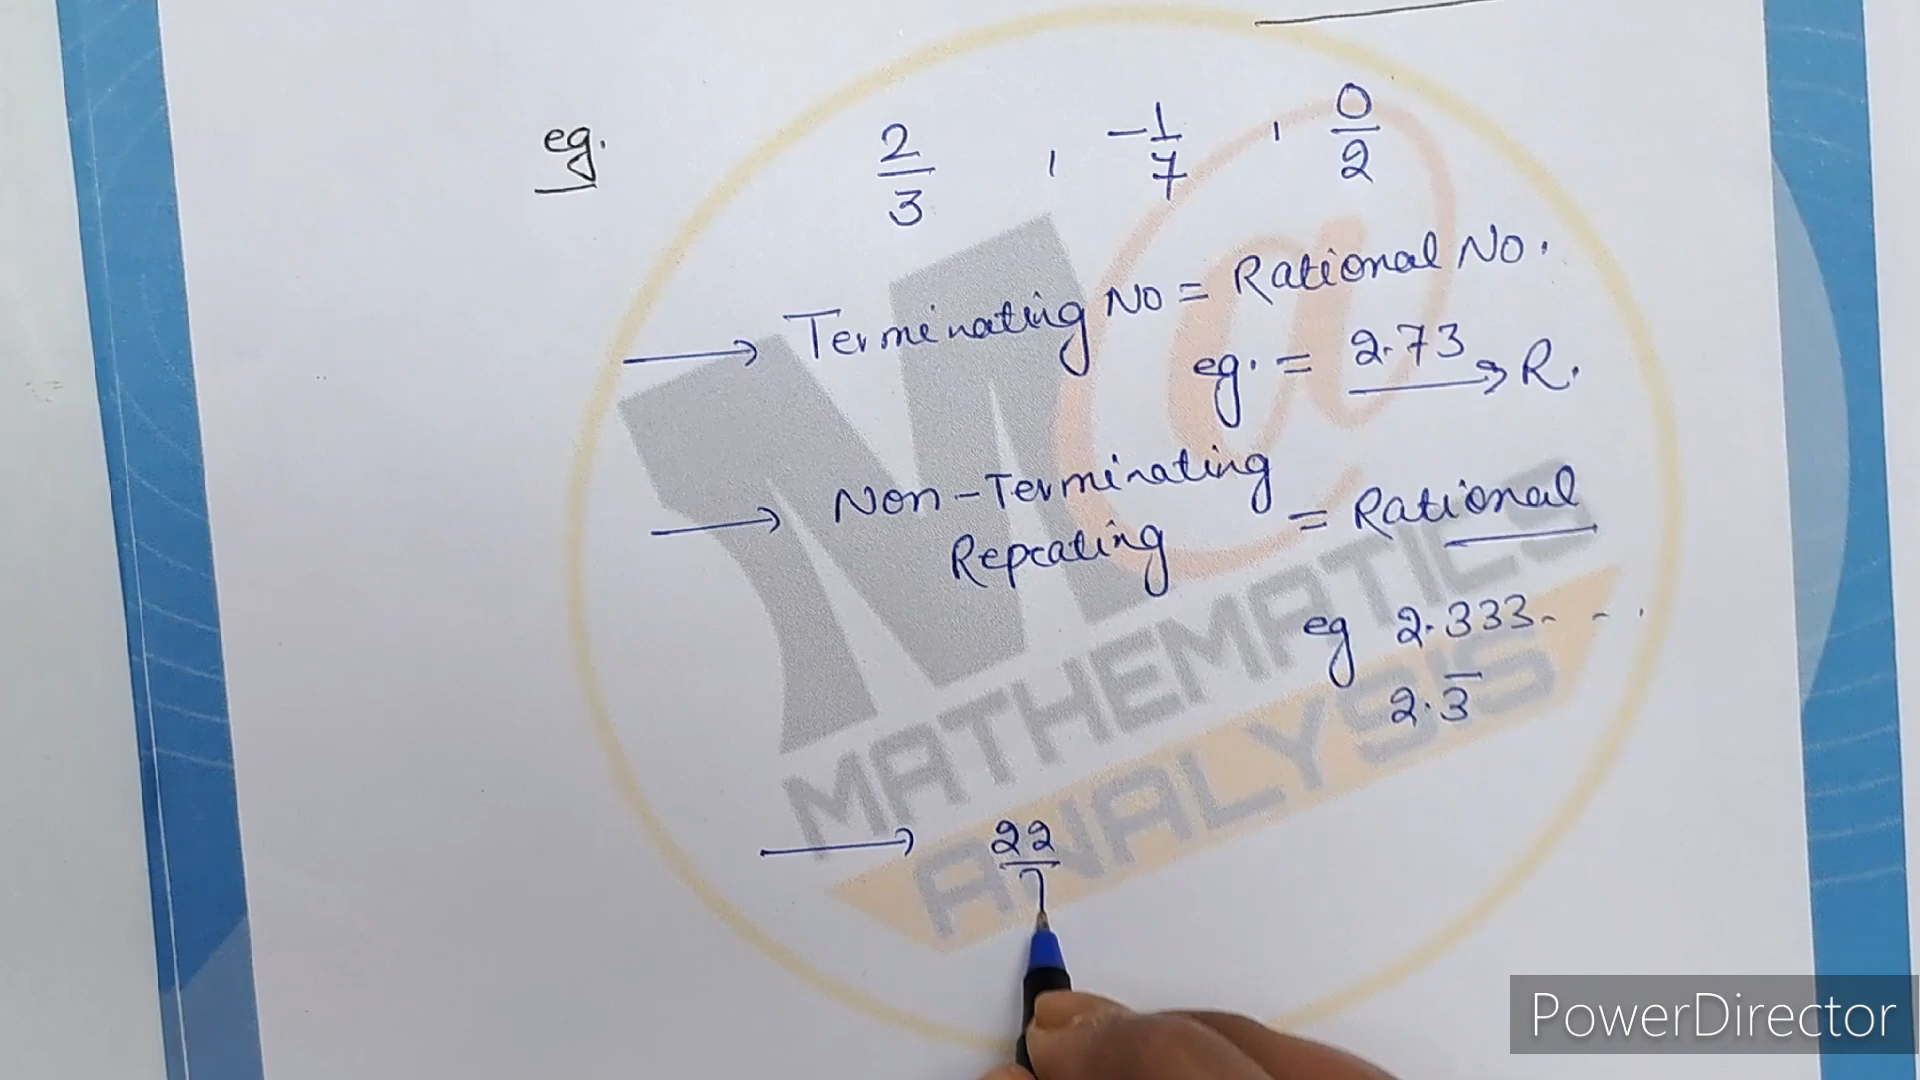 eg. 2/3 , -1/7 , 0/2
→ Terminating No = Rational No.
eg. = 2.73 → R.
→ Non-Terminating Repeating = Rational
eg 2.333- - .
2.3̅
→ 22/7
M@
MATHEMATICS
ANALYSIS
PowerDirector